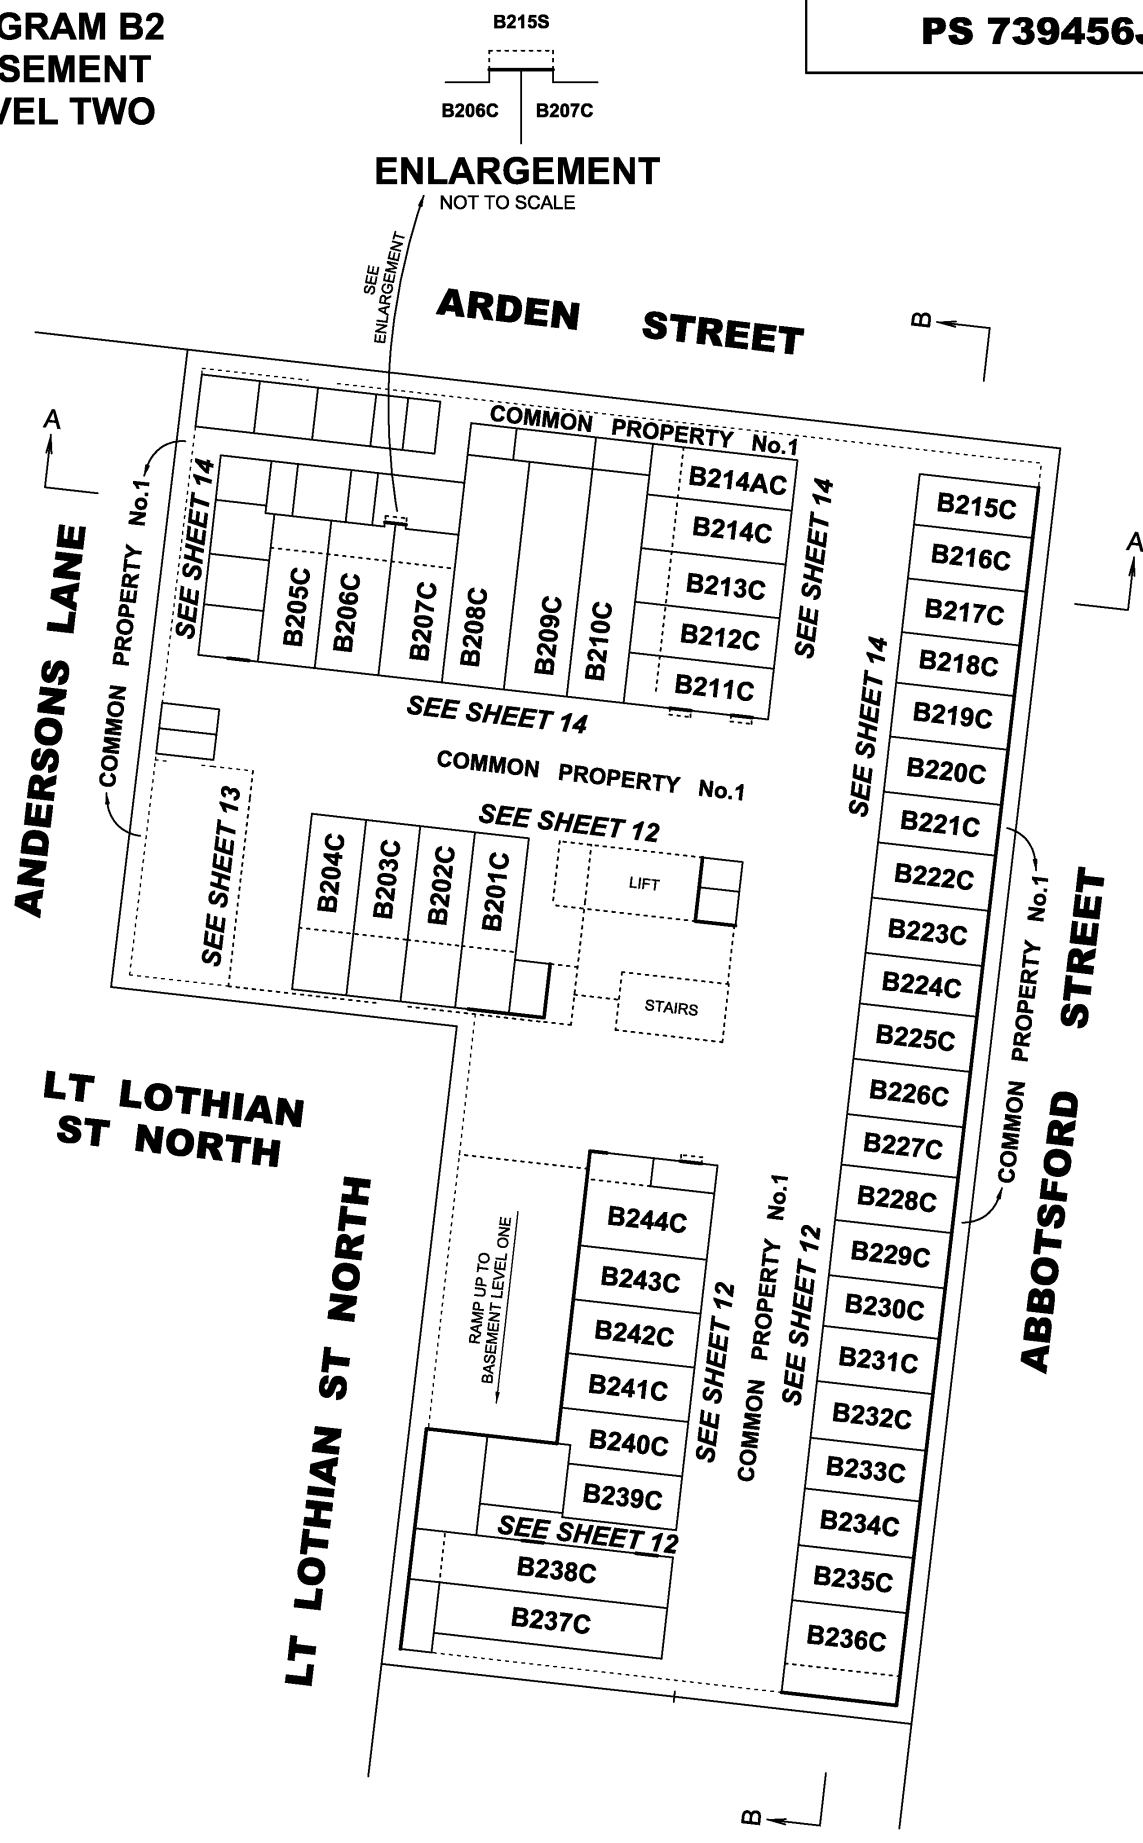 GRAM B2
SEMENT
VEL TWO
B215S
B206C B207C
ENLARGEMENT
NOT TO SCALE
PS 739456J
SEE
ENLARGEMENT
ARDEN STREET
B
A
COMMON PROPERTY No.1
COMMON PROPERTY No.1
SEE SHEET 14
ANDERSONS LANE
B205C
B206C
B207C
B208C
B209C
B210C
B214AC
B214C
B213C
B212C
B211C
SEE SHEET 14
SEE SHEET 14
SEE SHEET 14
A
B215C
B216C
B217C
B218C
B219C
B220C
B221C
B222C
B223C
B224C
B225C
B226C
B227C
B228C
B229C
B230C
B231C
B232C
B233C
B234C
B235C
B236C
COMMON PROPERTY No.1
SEE SHEET 12
SEE SHEET 13
B204C
B203C
B202C
B201C
LIFT
STAIRS
COMMON PROPERTY No.1
ABBOTSFORD STREET
LT LOTHIAN
ST NORTH
LT LOTHIAN ST NORTH
RAMP UP TO
BASEMENT LEVEL ONE
B244C
B243C
B242C
B241C
B240C
B239C
SEE SHEET 12
COMMON PROPERTY No.1
SEE SHEET 12
SEE SHEET 12
B238C
B237C
B